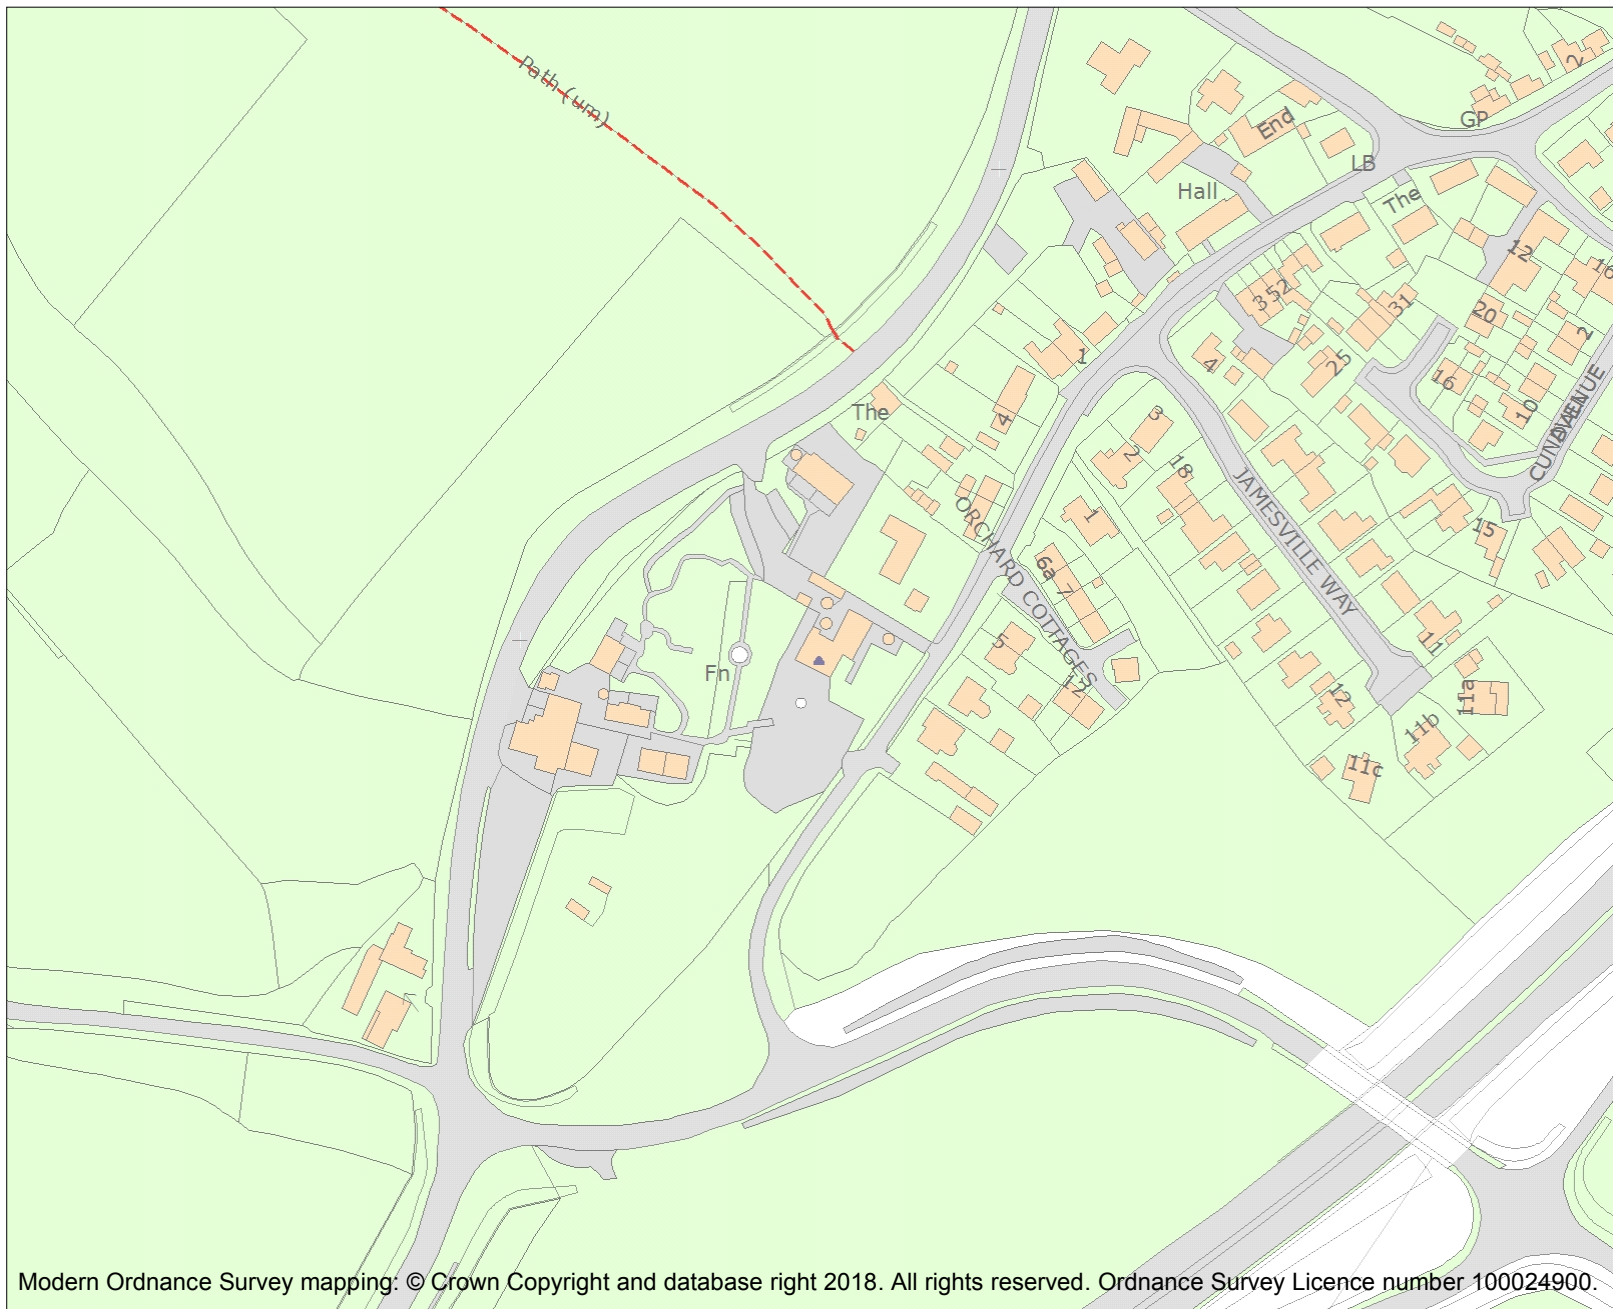 Path (um)
2
GP
End
LB
Hall
The
12
16
3
52
31
20
2
1
4
25
16
10
CUNDALL
AVENUE
The
4
3
2
18
JAMESVILLE WAY
15
ORCHARD COTTAGES
1
6a
7
5
12
11
Fn
12
11a
11b
11c
Modern Ordnance Survey mapping: © Crown Copyright and database right 2018. All rights reserved. Ordnance Survey Licence number 100024900.